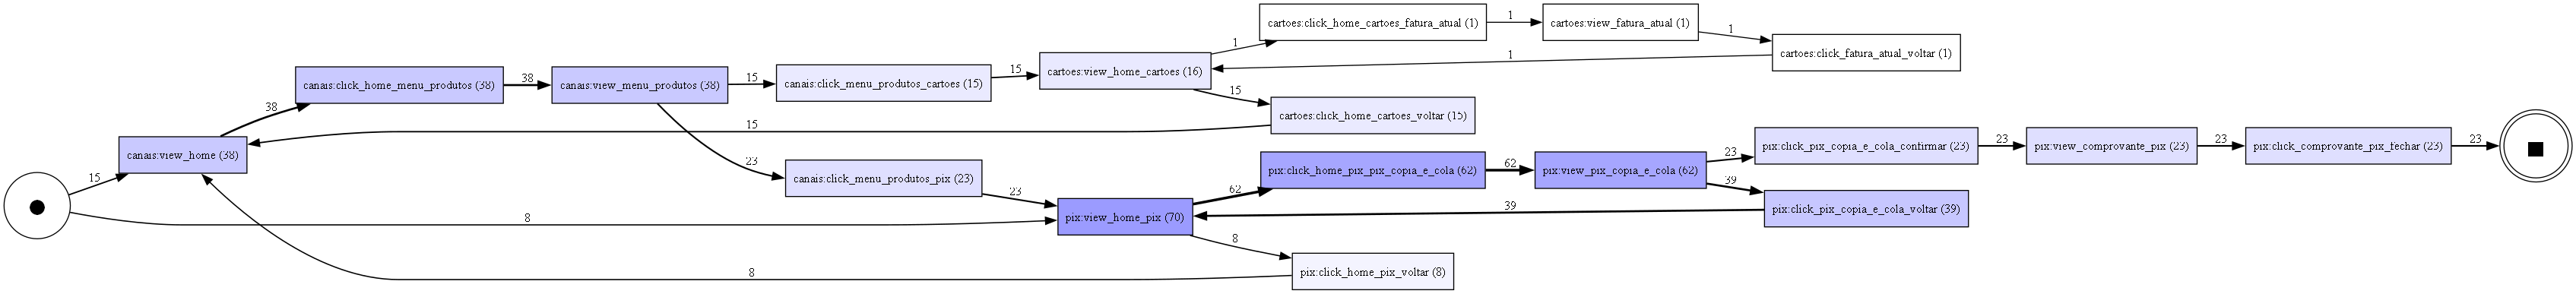 cartoes:click_home_cartoes_fatura_atual (1)
1
cartoes:view_fatura_atual (1)
1
cartoes:click_fatura_atual_voltar (1)
1
1
canais:click_home_menu_produtos (38)
38
canais:view_menu_produtos (38)
15
canais:click_menu_produtos_cartoes (15)
15
cartoes:view_home_cartoes (16)
15
cartoes:click_home_cartoes_voltar (15)
15
38
canais:view_home (38)
15
23
canais:click_menu_produtos_pix (23)
23
8
pix:view_home_pix (70)
62
pix:click_home_pix_pix_copia_e_cola (62)
62
pix:view_pix_copia_e_cola (62)
23
pix:click_pix_copia_e_cola_confirmar (23)
23
pix:view_comprovante_pix (23)
23
pix:click_comprovante_pix_fechar (23)
23
39
pix:click_pix_copia_e_cola_voltar (39)
39
8
pix:click_home_pix_voltar (8)
8